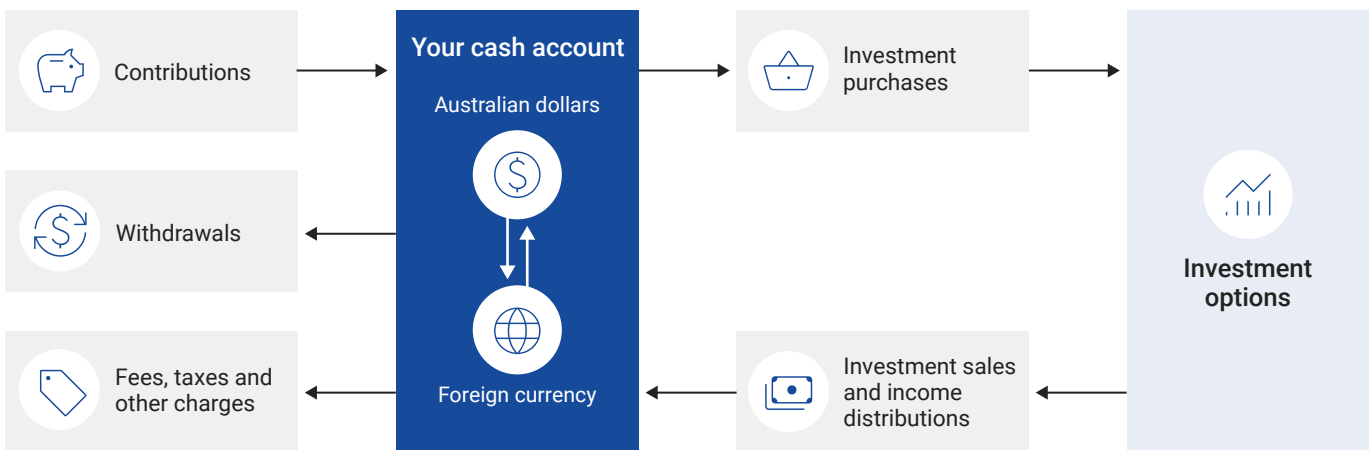 Contributions
Withdrawals
Fees, taxes and
other charges
Your cash account
Australian dollars
Foreign currency
Investment
purchases
Investment sales
and income
distributions
Investment
options